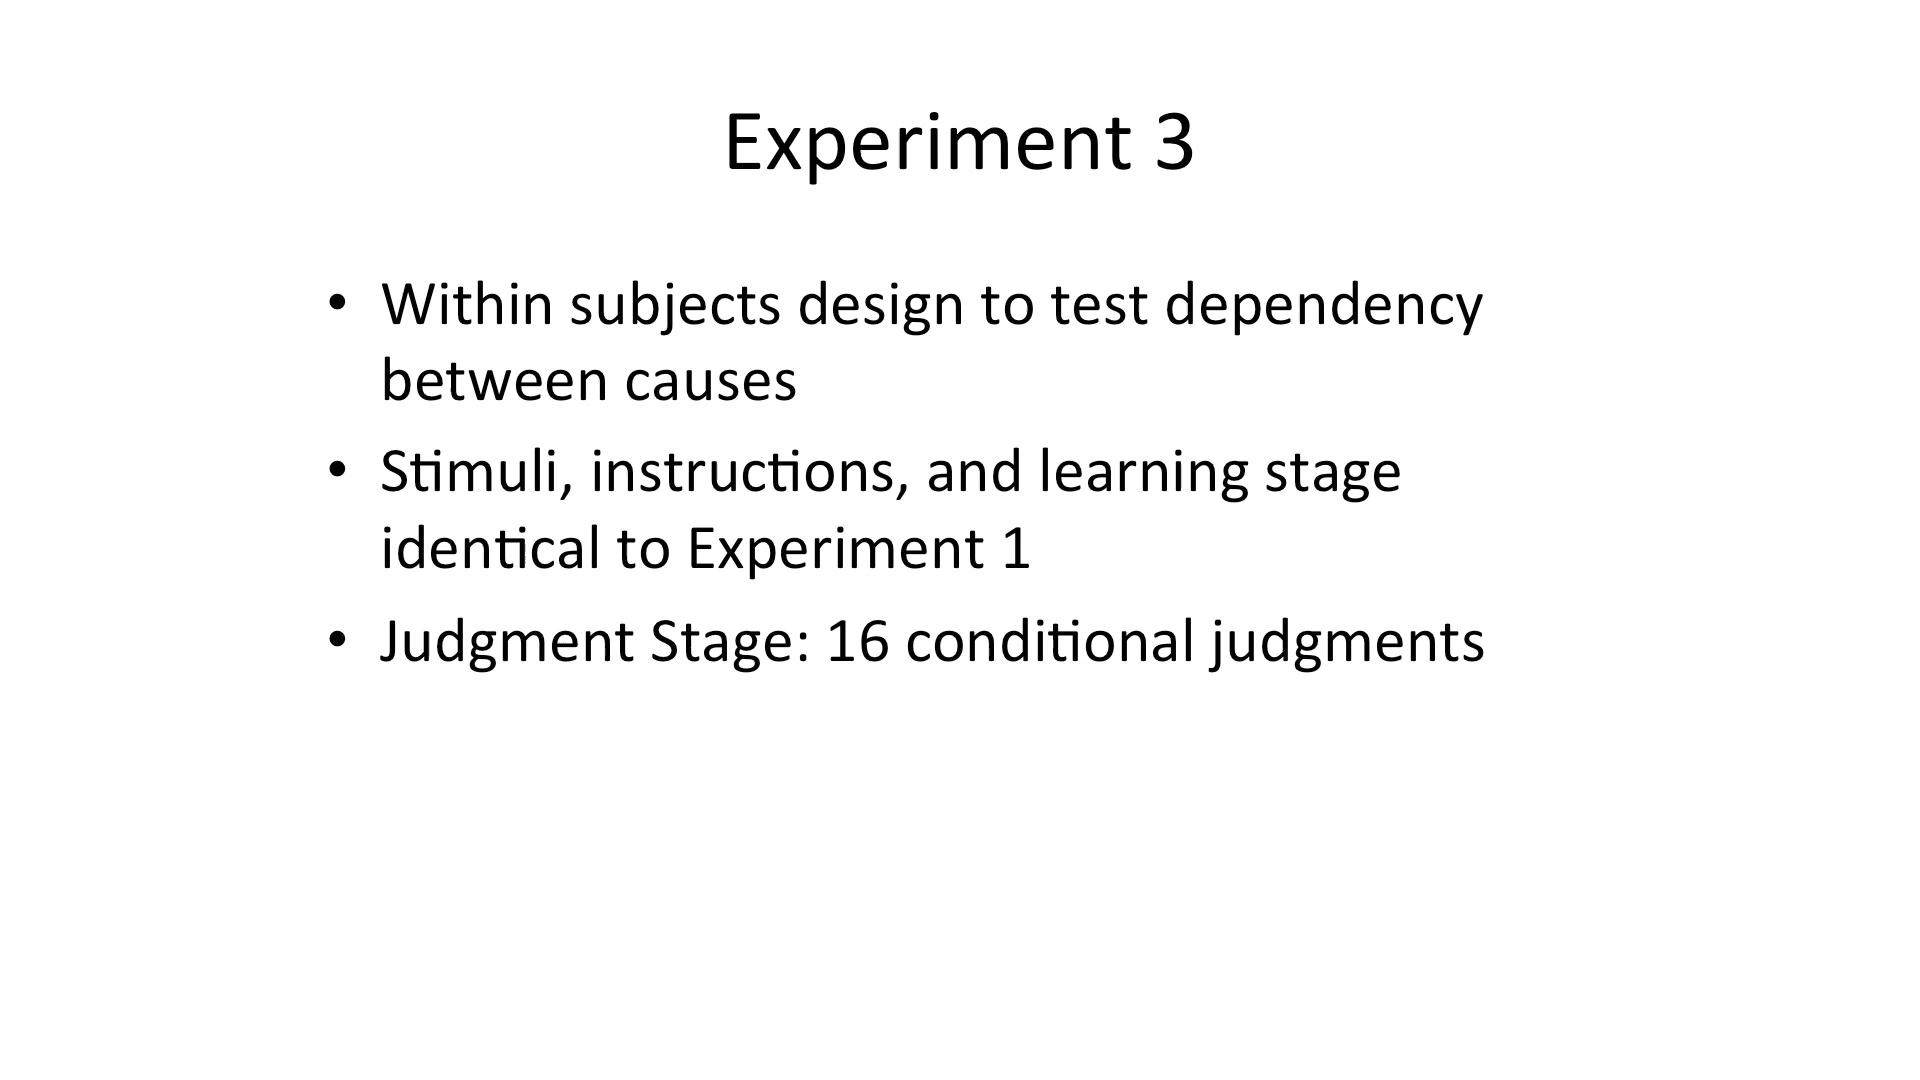 Experiment 3
• Within subjects design to test dependency
between causes
• Stimuli, instructions, and learning stage
identical to Experiment 1
• Judgment Stage: 16 conditional judgments